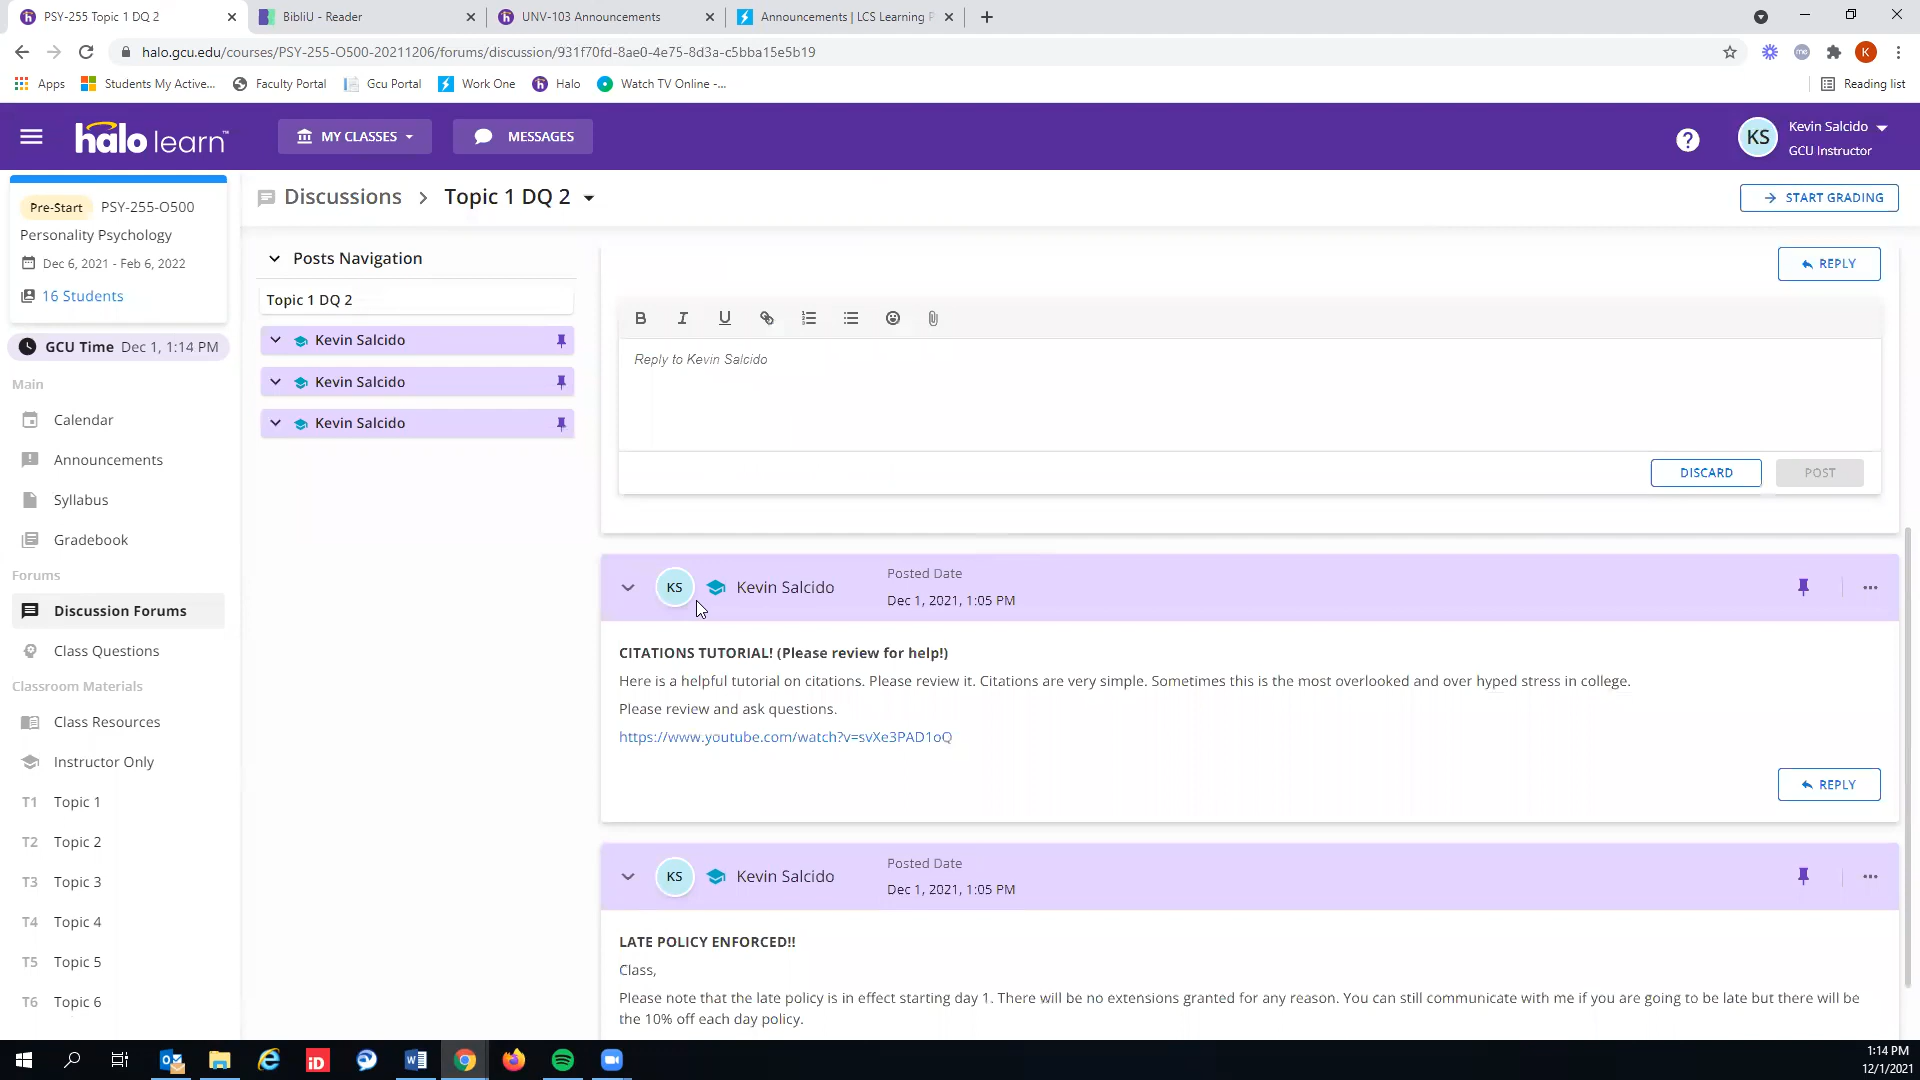 PSY-255 Topic 1 DQ 2
BibliU - Reader
UNV-103 Announcements
Announcements | LCS Learning P
halo.gcu.edu/courses/PSY-255-O500-20211206/forums/discussion/931f70fd-8ae0-4e75-8d3a-c5bba15e5b19
K
Apps
Students My Active...
Faculty Portal
Gcu Portal
Work One
Halo
Watch TV Online -...
Reading list
halo learn™
MY CLASSES
MESSAGES
?
KS
Kevin Salcido
GCU Instructor
Pre-Start PSY-255-O500
Personality Psychology
Dec 6, 2021 - Feb 6, 2022
16 Students
GCU Time Dec 1, 1:14 PM
Main
Calendar
Announcements
Syllabus
Gradebook
Forums
Discussion Forums
Class Questions
Classroom Materials
Class Resources
Instructor Only
T1 Topic 1
T2 Topic 2
T3 Topic 3
T4 Topic 4
T5 Topic 5
T6 Topic 6
Discussions > Topic 1 DQ 2
START GRADING
Posts Navigation
Topic 1 DQ 2
Kevin Salcido
Kevin Salcido
Kevin Salcido
REPLY
B I U
Reply to Kevin Salcido
DISCARD
POST
KS
Kevin Salcido
Posted Date
Dec 1, 2021, 1:05 PM
CITATIONS TUTORIAL! (Please review for help!)
Here is a helpful tutorial on citations. Please review it. Citations are very simple. Sometimes this is the most overlooked and over hyped stress in college.
Please review and ask questions.
https://www.youtube.com/watch?v=svXe3PAD1oQ
REPLY
KS
Kevin Salcido
Posted Date
Dec 1, 2021, 1:05 PM
LATE POLICY ENFORCED!!
Class,
Please note that the late policy is in effect starting day 1. There will be no extensions granted for any reason. You can still communicate with me if you are going to be late but there will be
the 10% off each day policy.
1:14 PM
12/1/2021